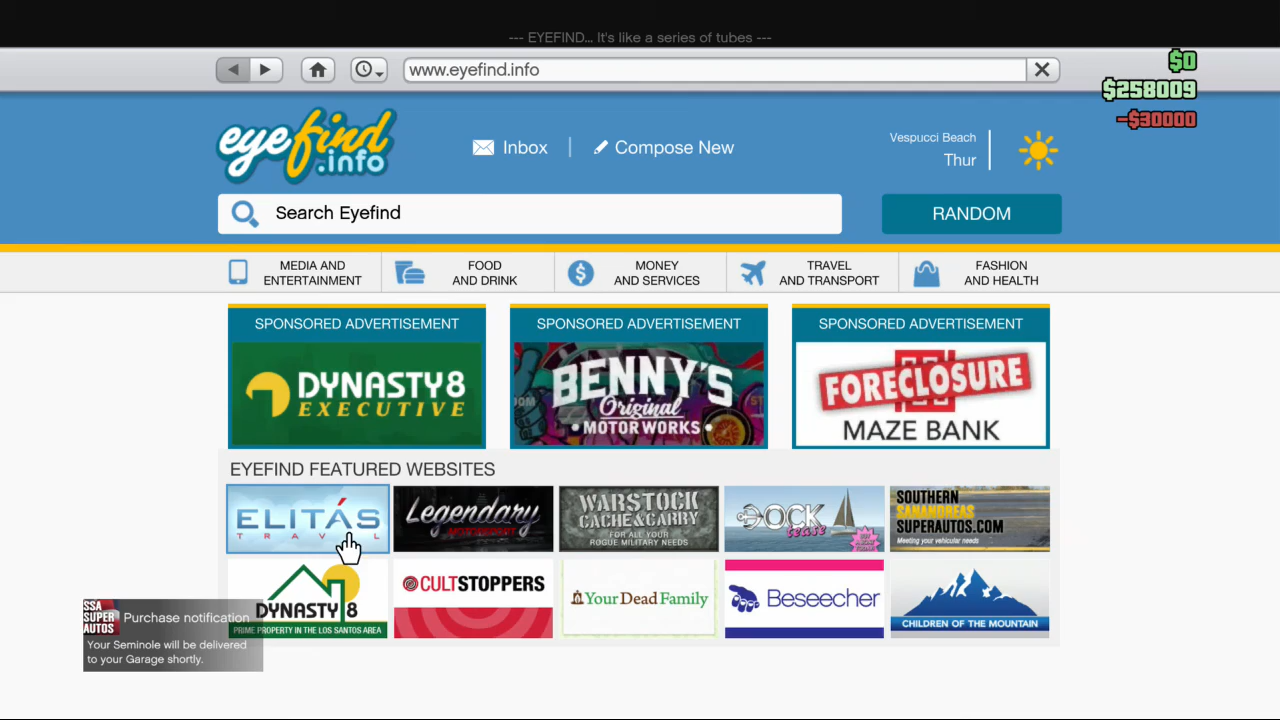 --- EYEFIND... It's like a series of tubes ---
www.eyefind.info
$0
$258009
-$30000
eyefind.info
Inbox
Compose New
Vespucci Beach
Thur
Search Eyefind
RANDOM
MEDIA AND ENTERTAINMENT
FOOD AND DRINK
MONEY AND SERVICES
TRAVEL AND TRANSPORT
FASHION AND HEALTH
SPONSORED ADVERTISEMENT
DYNASTY8
EXECUTIVE
SPONSORED ADVERTISEMENT
BENNY'S
Original
MOTOR WORKS
SPONSORED ADVERTISEMENT
FORECLOSURE
MAZE BANK
EYEFIND FEATURED WEBSITES
ELITÁS
TRAVEL
Legendary
MOTORSPORT
WARSTOCK
CACHE & CARRY
FOR ALL YOUR
ROGUE MILITARY NEEDS
DOCK
tease
SOUTHERN
SANANDREAS
SUPERAUTOS.COM
Meeting your vehicular needs
DYNASTY 8
PRIME PROPERTY IN THE LOS SANTOS AREA
CULTSTOPPERS
YourDeadFamily
Beseecher
CHILDREN OF THE MOUNTAIN
SSA
SUPER
AUTOS
Purchase notification
Your Seminole will be delivered
to your Garage shortly.